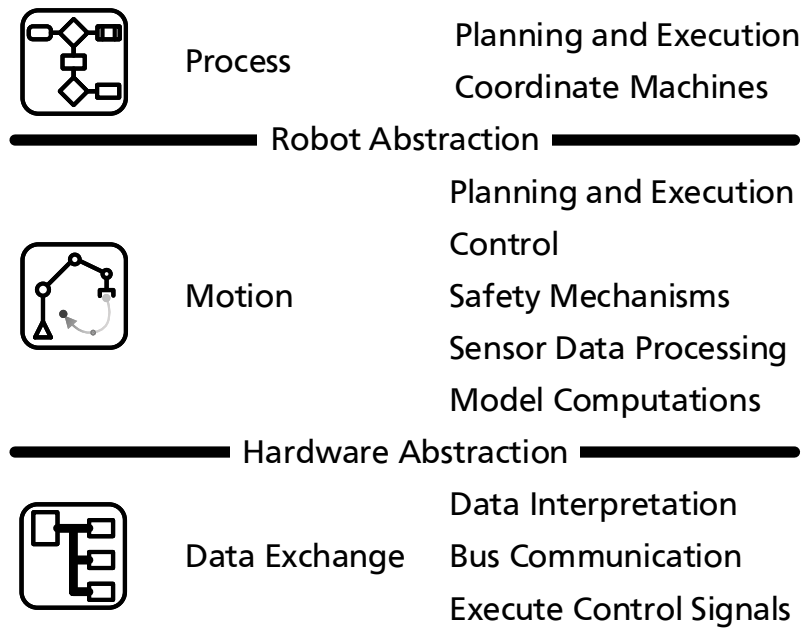 Process
Planning and Execution
Coordinate Machines
Robot Abstraction
Motion
Planning and Execution
Control
Safety Mechanisms
Sensor Data Processing
Model Computations
Hardware Abstraction
Data Exchange
Data Interpretation
Bus Communication
Execute Control Signals